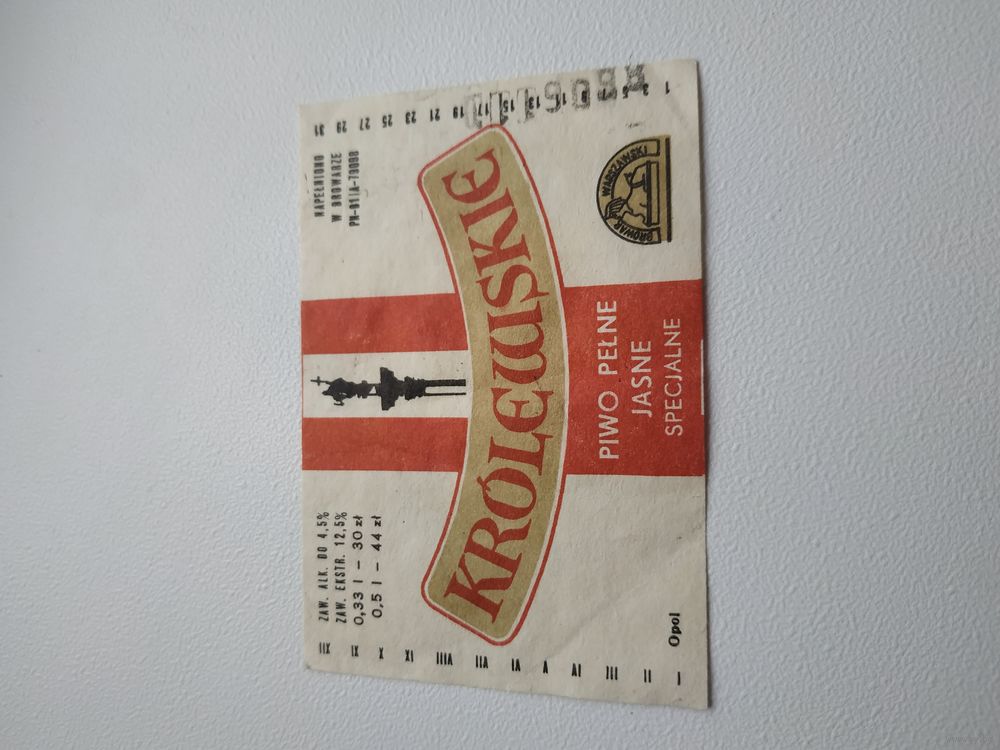 ZAW. ALK. DO 4,5%
ZAW. EKSTR. 12,5%
0,33 l – 30 zł
0,5 l – 44 zł
NAPEŁNIONO
W BROWARZE
PN-81/A-79098
KRÓLEWSKIE
PIWO PEŁNE
JASNE
SPECJALNE
BROWAR WARSZAWSKI
Opol
XII
XI
X
IX
VIII
VII
VI
V
IV
III
II
I
31
29
27
25
23
21
19
17
15
13
11
9
7
5
3
1